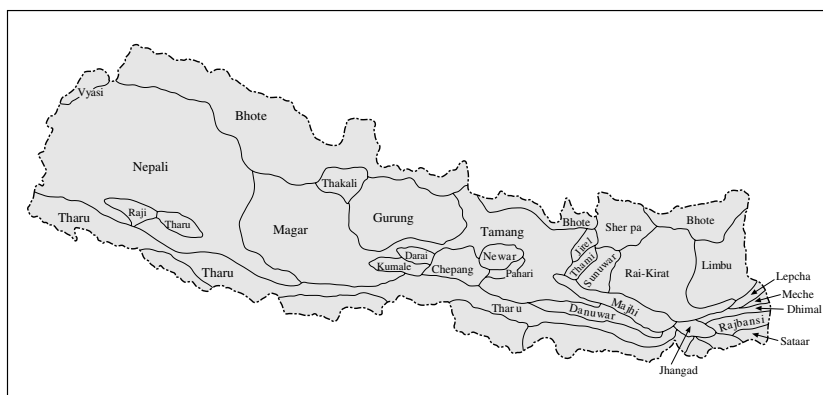 Vyasi
Bhote
Nepali
Thakali
Raji
Tharu
Tharu
Magar
Gurung
Tamang
Bhote
Sher pa
Bhote
Jirel
Thami
Sunuwar
Rai-Kirat
Limbu
Darai
Newar
Kumale
Chepang
Pahari
Tharu
Lepcha
Meche
Dhimal
Tharu
Danuwar
Majhi
Rajbansi
Sataar
Jhangad